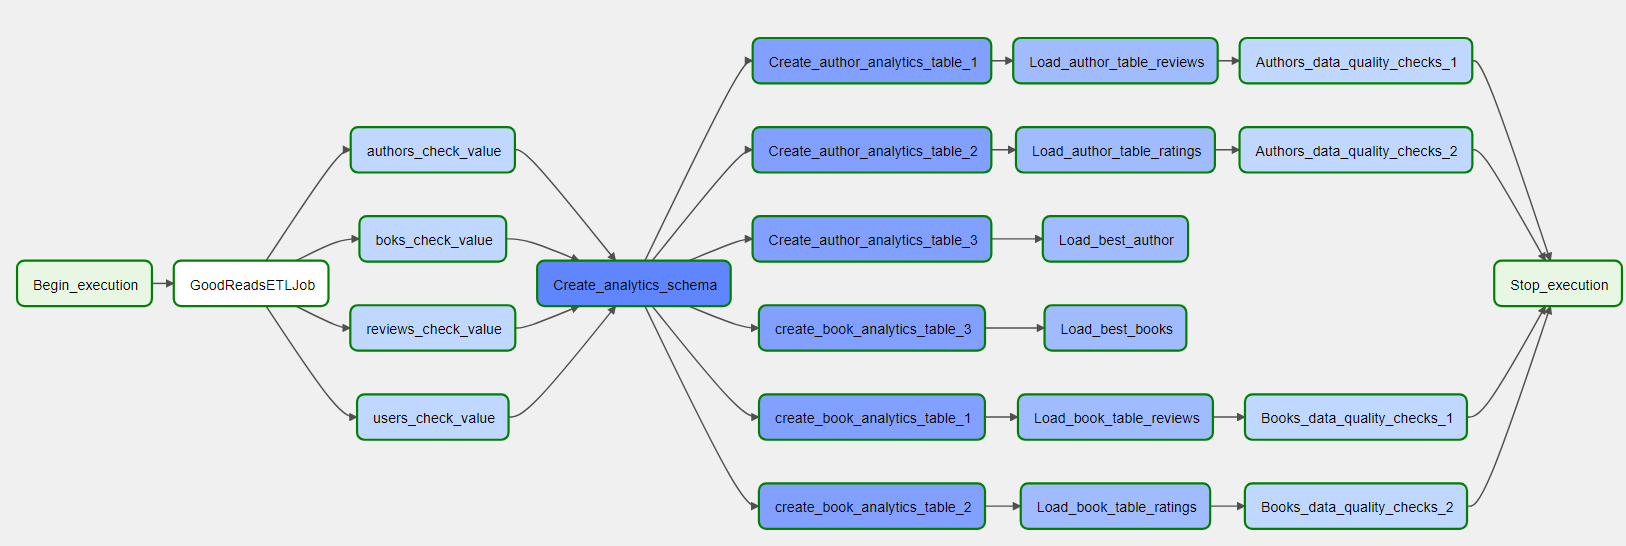 Begin_execution
GoodReadsETLJob
authors_check_value
boks_check_value
reviews_check_value
users_check_value
Create_analytics_schema
Create_author_analytics_table_1
Load_author_table_reviews
Authors_data_quality_checks_1
Create_author_analytics_table_2
Load_author_table_ratings
Authors_data_quality_checks_2
Create_author_analytics_table_3
Load_best_author
create_book_analytics_table_3
Load_best_books
create_book_analytics_table_1
Load_book_table_reviews
Books_data_quality_checks_1
create_book_analytics_table_2
Load_book_table_ratings
Books_data_quality_checks_2
Stop_execution